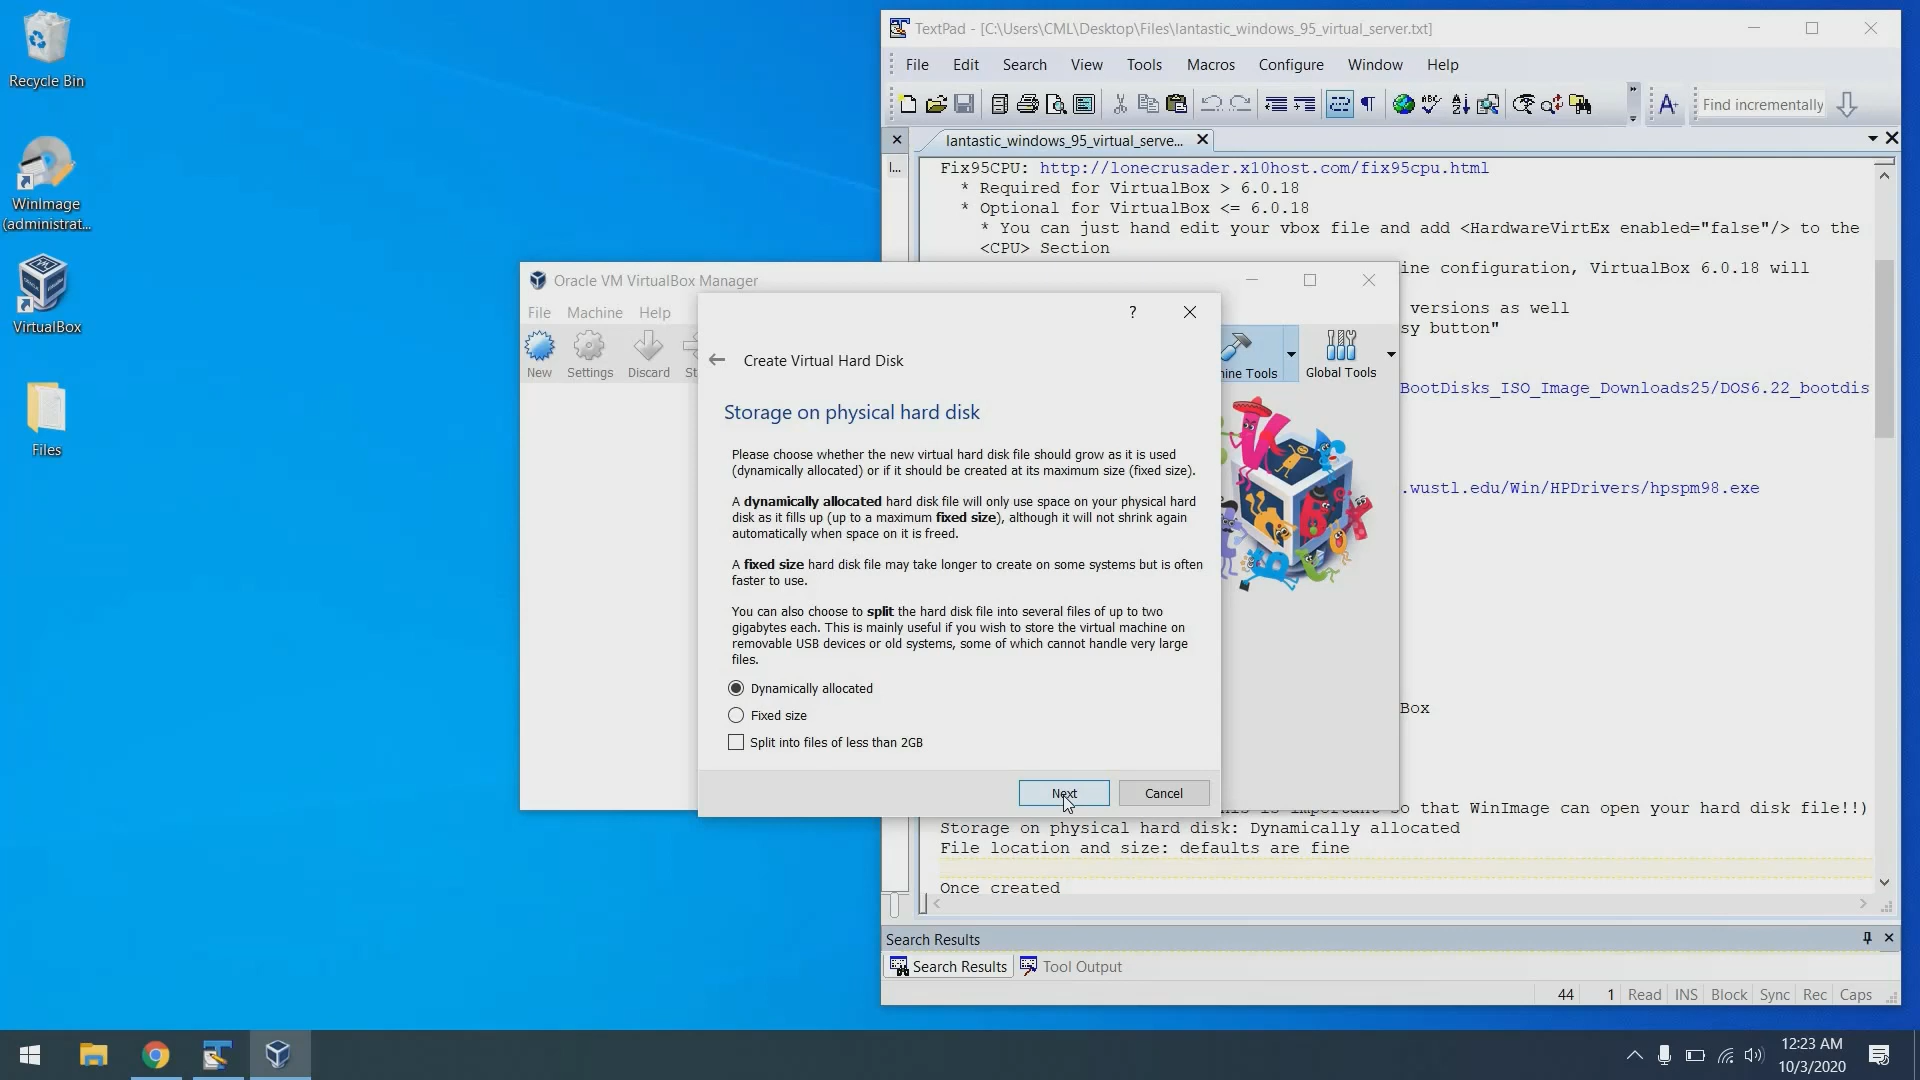 Recycle Bin
WinImage
(administrat...
VirtualBox
Files
TextPad - [C:\Users\CML\Desktop\Files\lantastic_windows_95_virtual_server.txt]
File Edit Search View Tools Macros Configure Window Help
Find incrementally
lantastic_windows_95_virtual_serve...
l...
Fix95CPU: http://lonecrusader.x10host.com/fix95cpu.html
* Required for VirtualBox > 6.0.18
* Optional for VirtualBox <= 6.0.18
* You can just hand edit your vbox file and add <HardwareVirtEx enabled="false"/> to the
<CPU> Section
ine configuration, VirtualBox 6.0.18 will
versions as well
sy button"
BootDisks_ISO_Image_Downloads25/DOS6.22_bootdis
.wustl.edu/Win/HPDrivers/hpspm98.exe
Box
this is important so that WinImage can open your hard disk file!!)
Storage on physical hard disk: Dynamically allocated
File location and size: defaults are fine
Once created
Search Results
Search Results Tool Output
44 1 Read INS Block Sync Rec Caps
Oracle VM VirtualBox Manager
File Machine Help
New Settings Discard St
hine Tools Global Tools
?
Create Virtual Hard Disk
Storage on physical hard disk
Please choose whether the new virtual hard disk file should grow as it is used
(dynamically allocated) or if it should be created at its maximum size (fixed size).
A dynamically allocated hard disk file will only use space on your physical hard
disk as it fills up (up to a maximum fixed size), although it will not shrink again
automatically when space on it is freed.
A fixed size hard disk file may take longer to create on some systems but is often
faster to use.
You can also choose to split the hard disk file into several files of up to two
gigabytes each. This is mainly useful if you wish to store the virtual machine on
removable USB devices or old systems, some of which cannot handle very large
files.
Dynamically allocated
Fixed size
Split into files of less than 2GB
Next Cancel
12:23 AM
10/3/2020